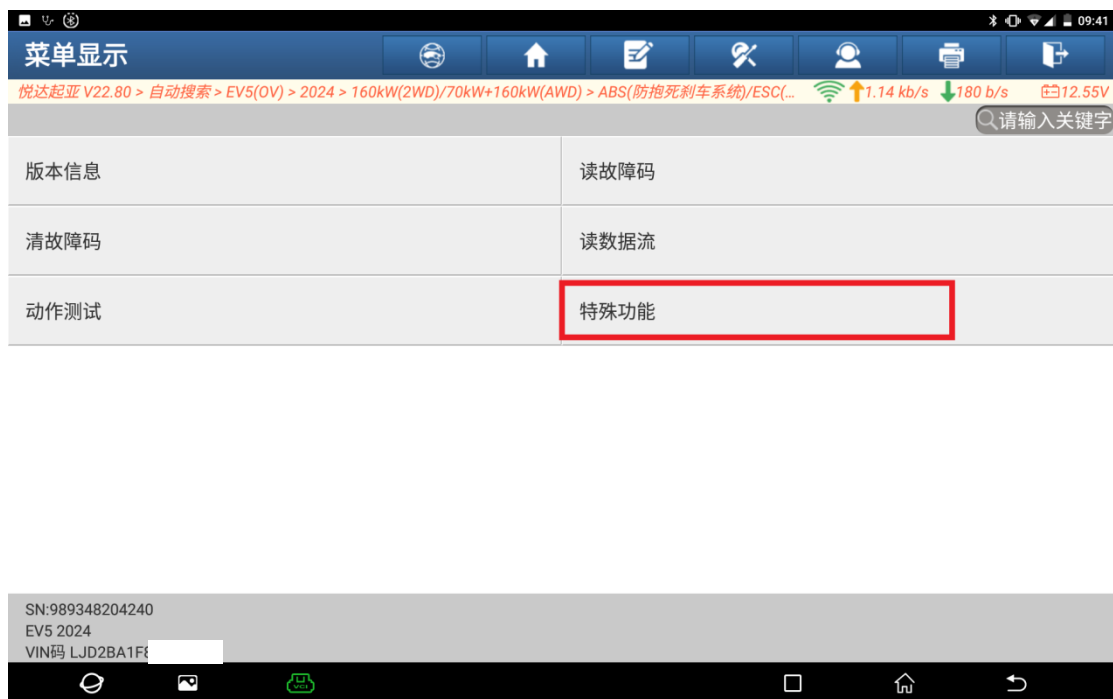 09:41
菜单显示
悦达起亚 V22.80 > 自动搜索 > EV5(OV) > 2024 > 160kW(2WD)/70kW+160kW(AWD) > ABS(防抱死刹车系统)/ESC(... 1.14 kb/s 180 b/s 12.55V
请输入关键字
版本信息 读故障码
清故障码 读数据流
动作测试 特殊功能
SN:989348204240
EV5 2024
VIN码 LJD2BA1F
VCI